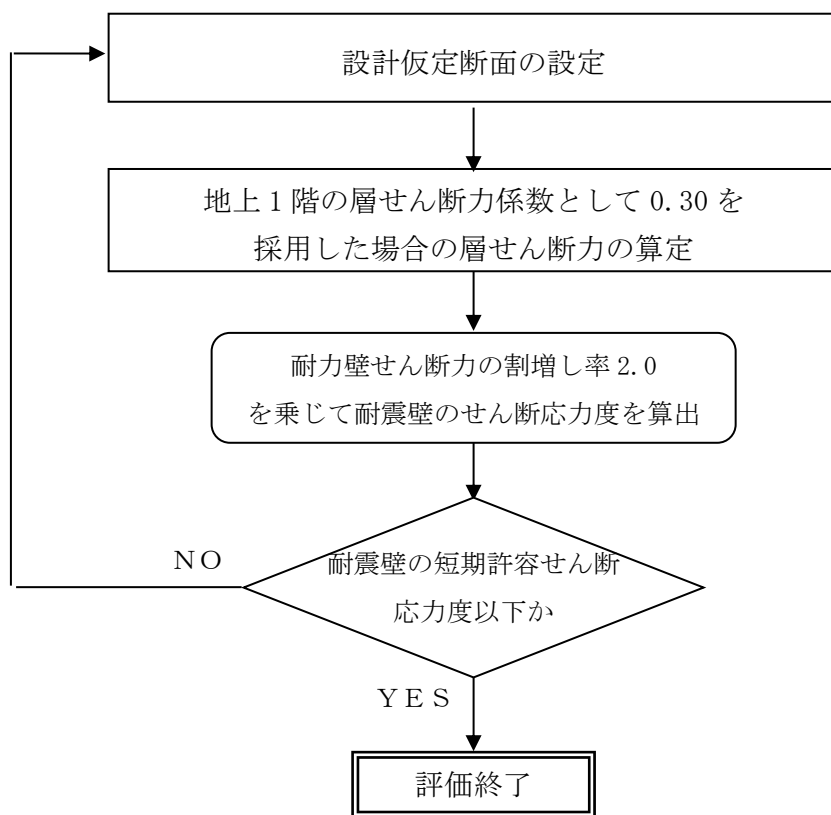 設計仮定断面の設定
地上１階の層せん断力係数として 0.30 を
採用した場合の層せん断力の算定
耐力壁せん断力の割増し率 2.0
を乗じて耐震壁のせん断応力度を算出
ＮＯ
耐震壁の短期許容せん断
応力度以下か
ＹＥＳ
評価終了